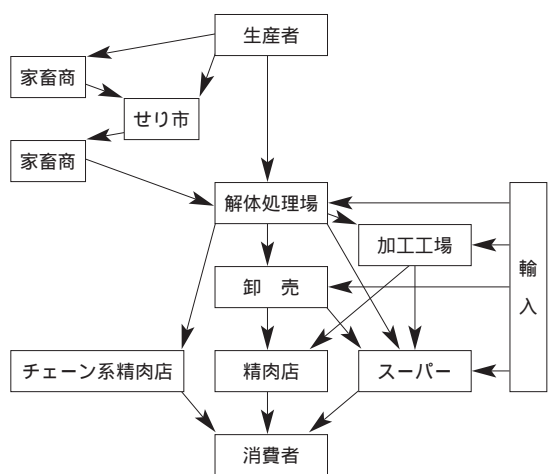 生産者
家畜商
せり市
家畜商
解体処理場
加工工場
輸入
卸 売
チェーン系精肉店
精肉店
スーパー
消費者